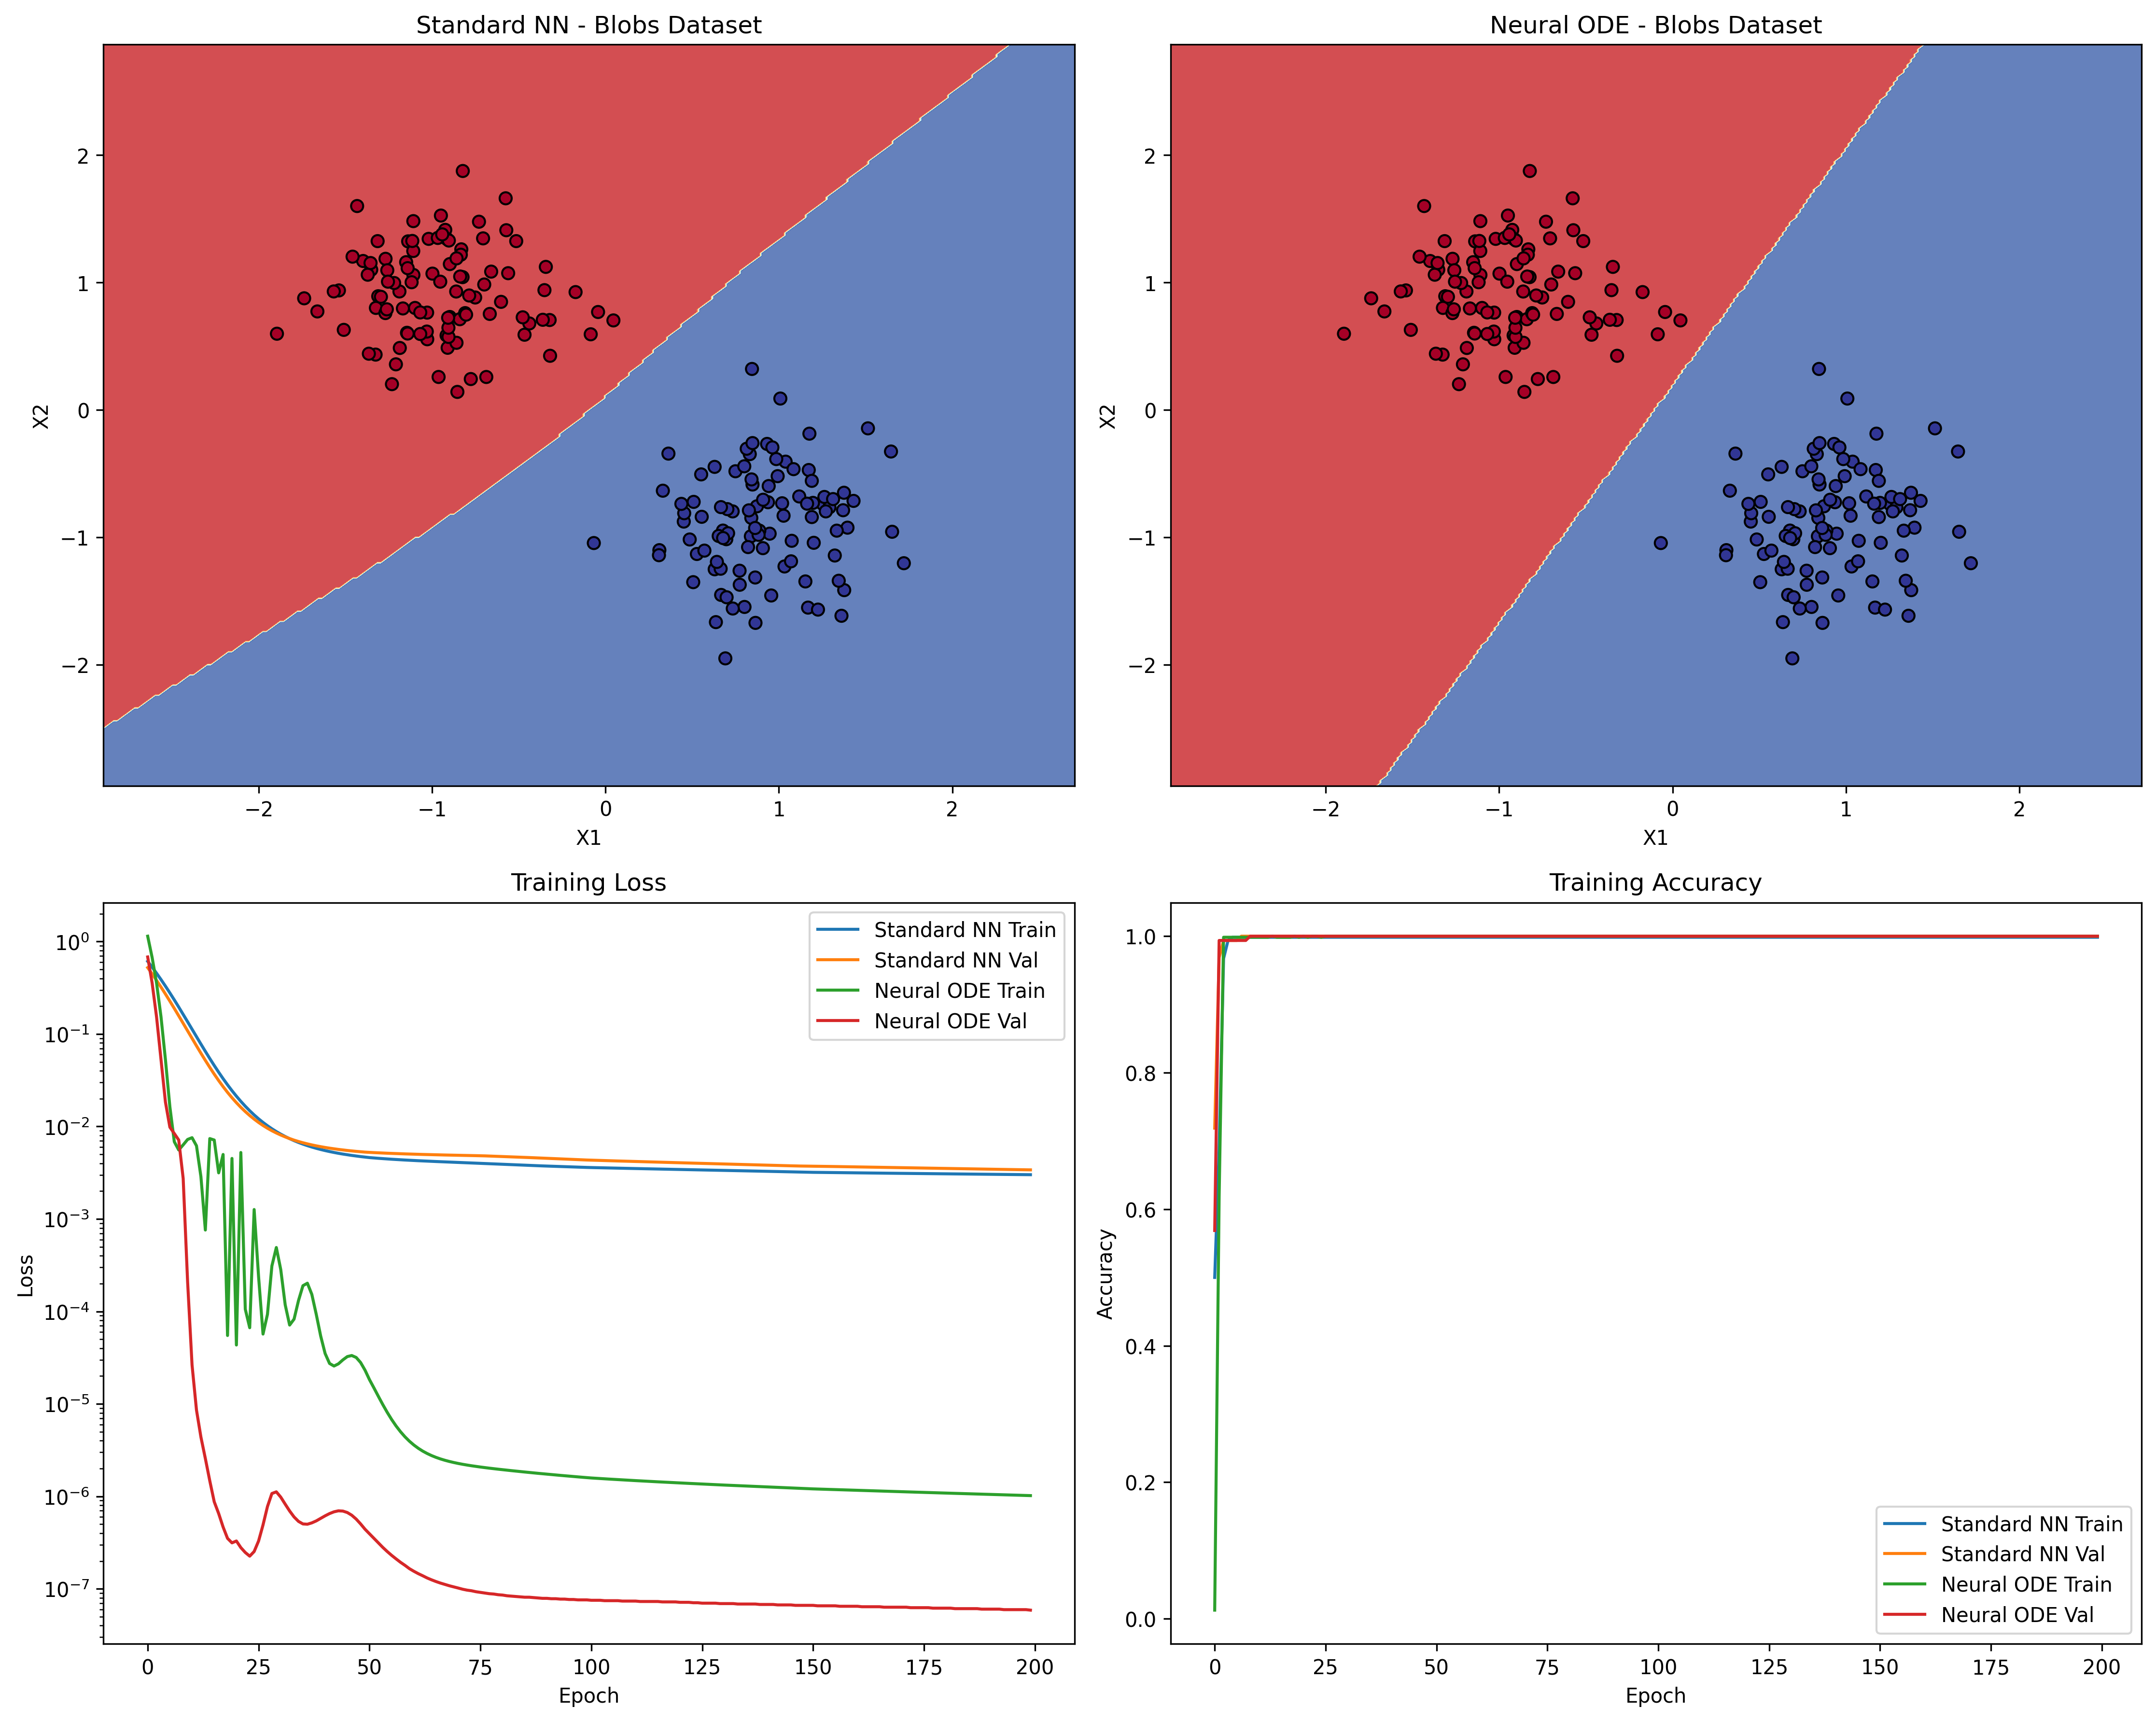 Standard NN - Blobs Dataset
2
1
0
−1
−2
X2
−2
−1
0
1
2
X1
Neural ODE - Blobs Dataset
2
1
0
−1
−2
X2
−2
−1
0
1
2
X1
Training Loss
10⁰
10⁻¹
10⁻²
10⁻³
10⁻⁴
10⁻⁵
10⁻⁶
10⁻⁷
Loss
Standard NN Train
Standard NN Val
Neural ODE Train
Neural ODE Val
0
25
50
75
100
125
150
175
200
Epoch
Training Accuracy
1.0
0.8
0.6
0.4
0.2
0.0
Accuracy
Standard NN Train
Standard NN Val
Neural ODE Train
Neural ODE Val
0
25
50
75
100
125
150
175
200
Epoch